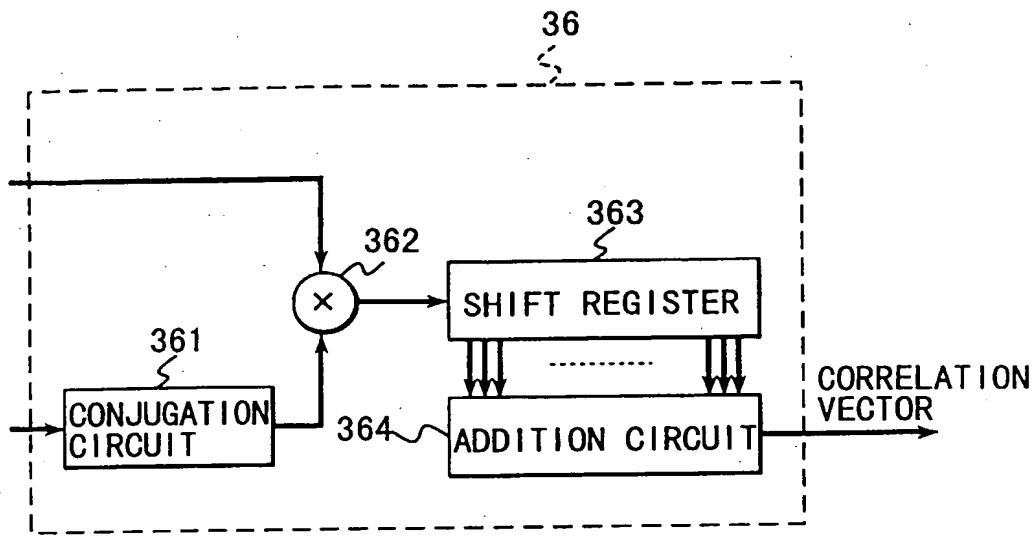 36
362
363
×
SHIFT REGISTER
361
CONJUGATION
CIRCUIT
364
ADDITION CIRCUIT
CORRELATION
VECTOR